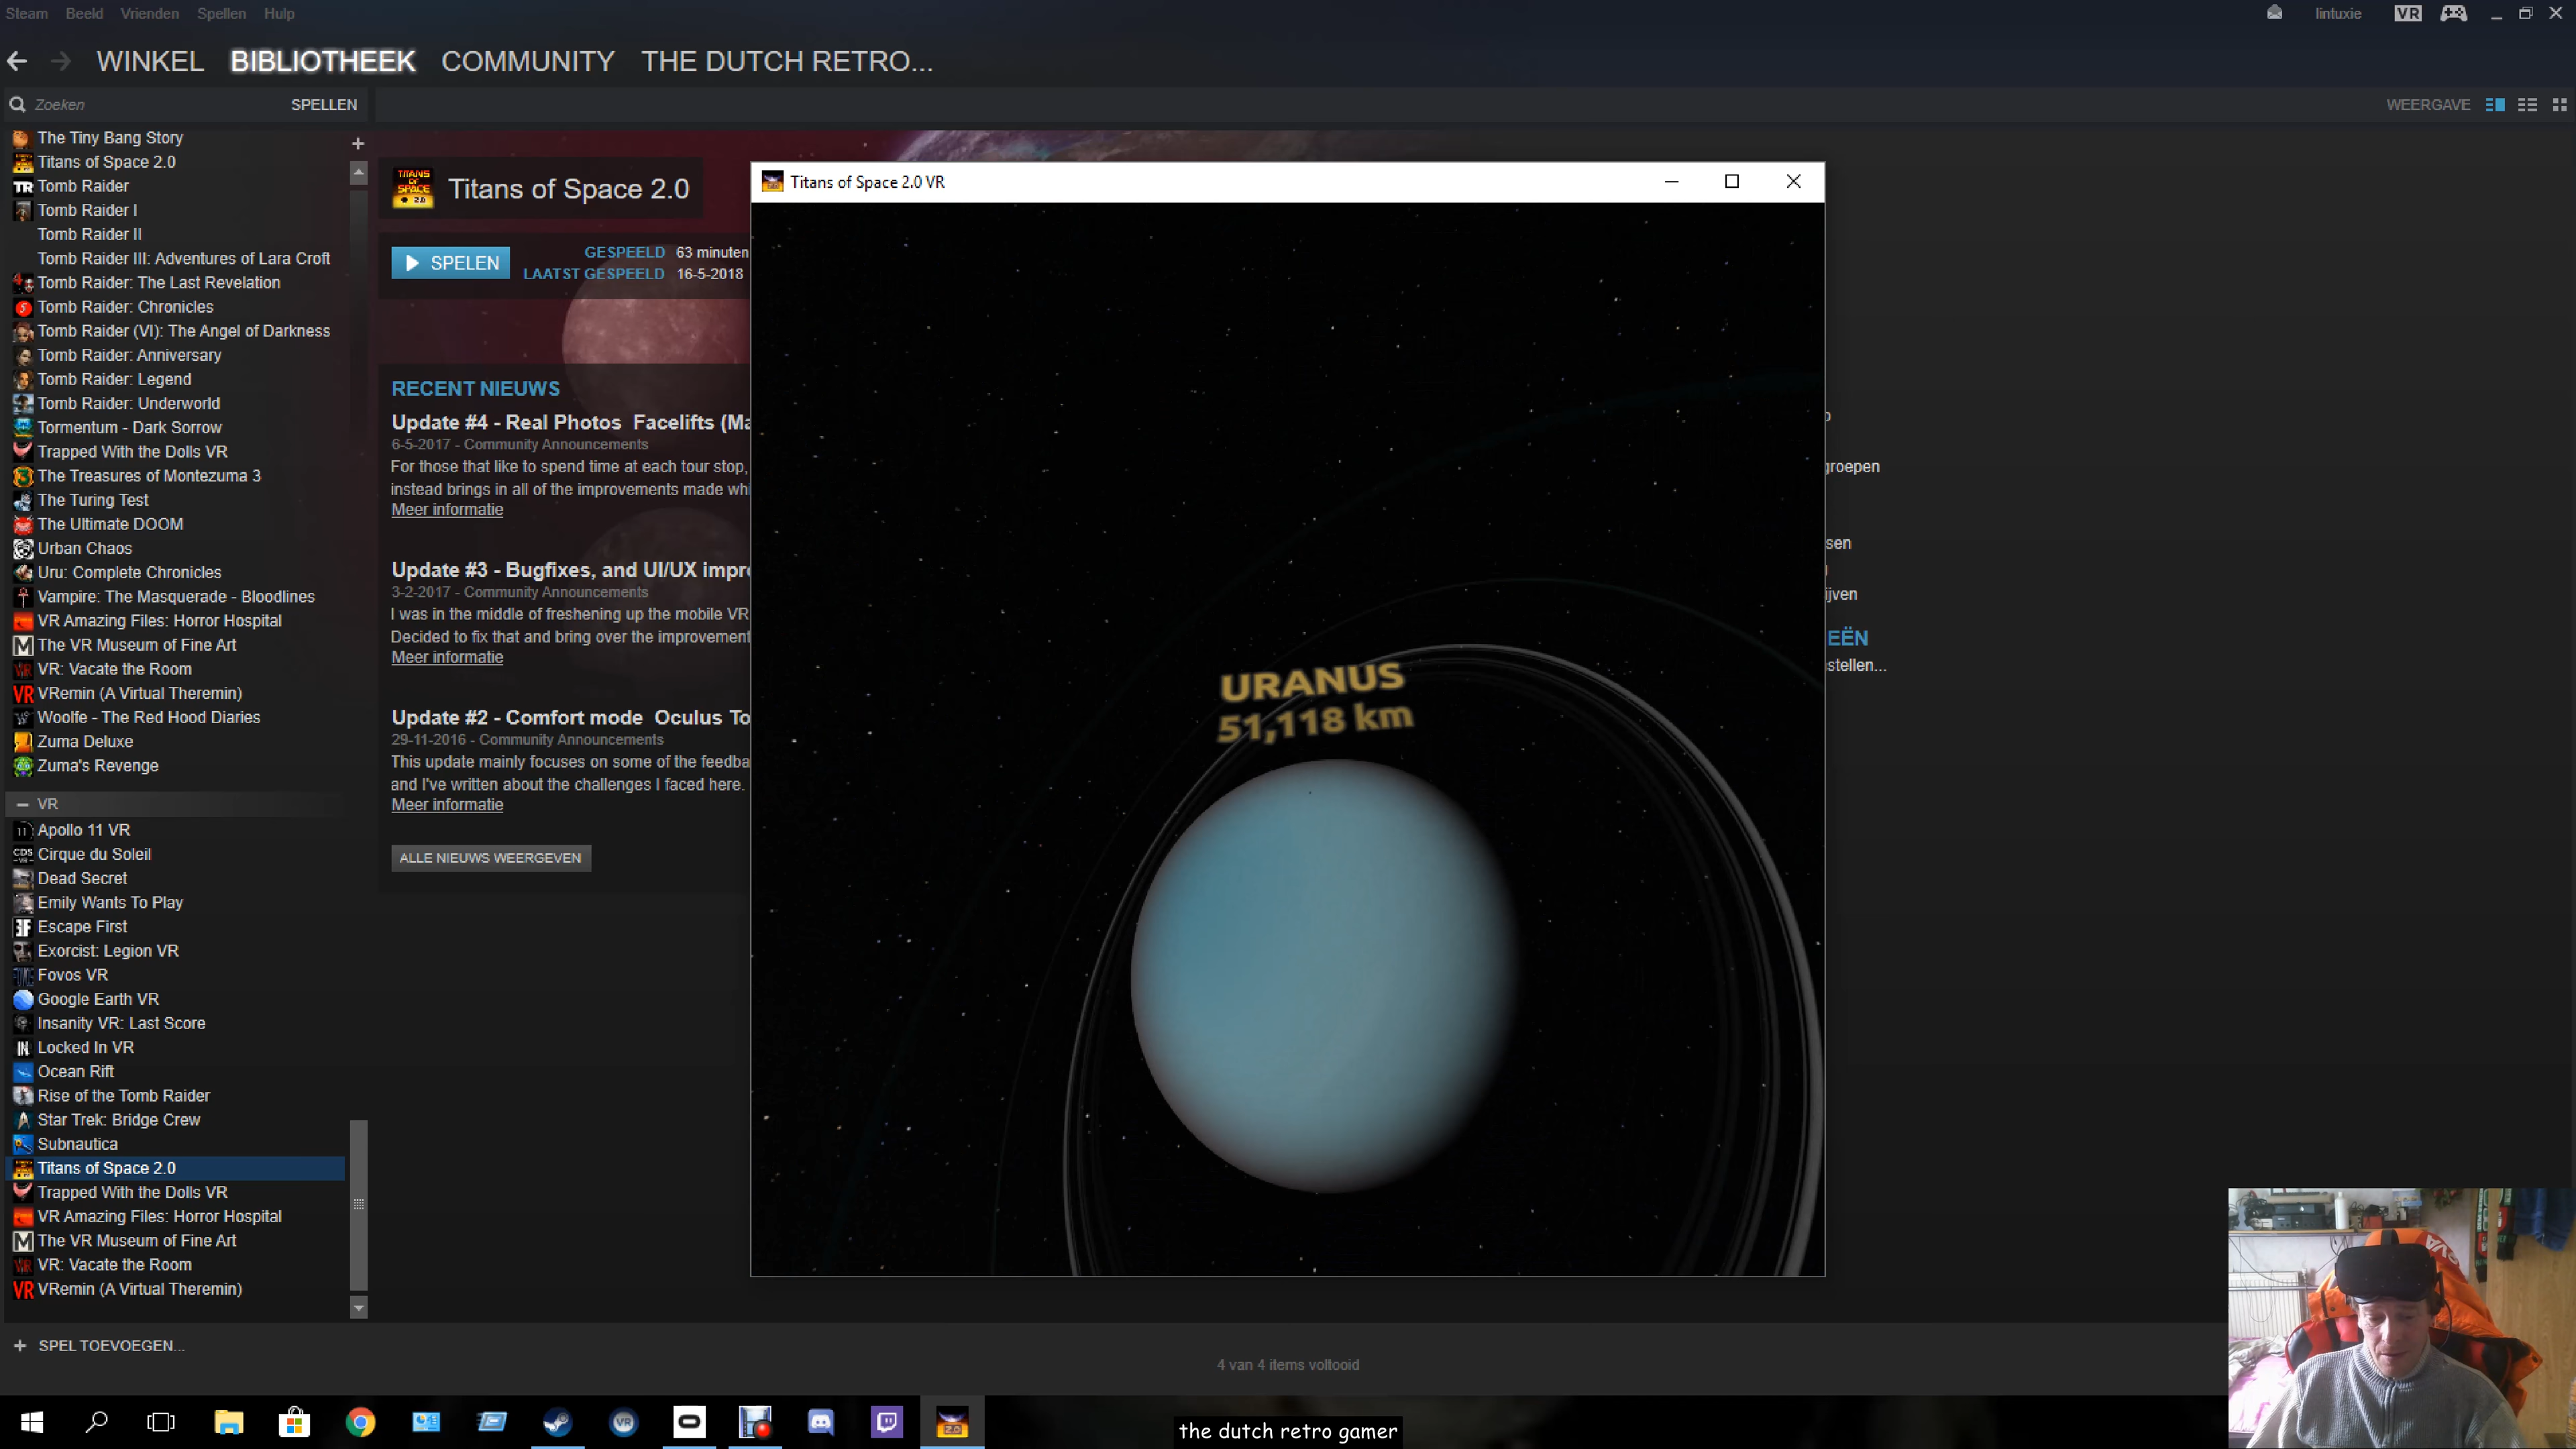 Steam Beeld Vrienden Spellen Hulp
lintuxie VR
WINKEL BIBLIOTHEEK COMMUNITY THE DUTCH RETRO...
Zoeken SPELLEN
WEERGAVE
The Tiny Bang Story
Titans of Space 2.0
Tomb Raider
Tomb Raider I
Tomb Raider II
Tomb Raider III: Adventures of Lara Croft
Tomb Raider: The Last Revelation
Tomb Raider: Chronicles
Tomb Raider (VI): The Angel of Darkness
Tomb Raider: Anniversary
Tomb Raider: Legend
Tomb Raider: Underworld
Tormentum - Dark Sorrow
Trapped With the Dolls VR
The Treasures of Montezuma 3
The Turing Test
The Ultimate DOOM
Urban Chaos
Uru: Complete Chronicles
Vampire: The Masquerade - Bloodlines
VR Amazing Files: Horror Hospital
The VR Museum of Fine Art
VR: Vacate the Room
VRemin (A Virtual Theremin)
Woolfe - The Red Hood Diaries
Zuma Deluxe
Zuma's Revenge
VR
Apollo 11 VR
Cirque du Soleil
Dead Secret
Emily Wants To Play
Escape First
Exorcist: Legion VR
Fovos VR
Google Earth VR
Insanity VR: Last Score
Locked In VR
Ocean Rift
Rise of the Tomb Raider
Star Trek: Bridge Crew
Subnautica
Titans of Space 2.0
Trapped With the Dolls VR
VR Amazing Files: Horror Hospital
The VR Museum of Fine Art
VR: Vacate the Room
VRemin (A Virtual Theremin)
SPEL TOEVOEGEN...
TITANS OF SPACE 2.0
Titans of Space 2.0
SPELEN
GESPEELD 63 minuten
LAATST GESPEELD 16-5-2018
RECENT NIEUWS
Update #4 - Real Photos Facelifts (Ma
6-5-2017 - Community Announcements
For those that like to spend time at each tour stop,
instead brings in all of the improvements made whi
Meer informatie
Update #3 - Bugfixes, and UI/UX impro
3-2-2017 - Community Announcements
I was in the middle of freshening up the mobile VR
Decided to fix that and bring over the improvement
Meer informatie
Update #2 - Comfort mode Oculus To
29-11-2016 - Community Announcements
This update mainly focuses on some of the feedba
and I've written about the challenges I faced here.
Meer informatie
ALLE NIEUWS WEERGEVEN
Titans of Space 2.0 VR
URANUS
51,118 km
groepen
sen
ijven
EËN
stellen...
4 van 4 items voltooid
the dutch retro gamer